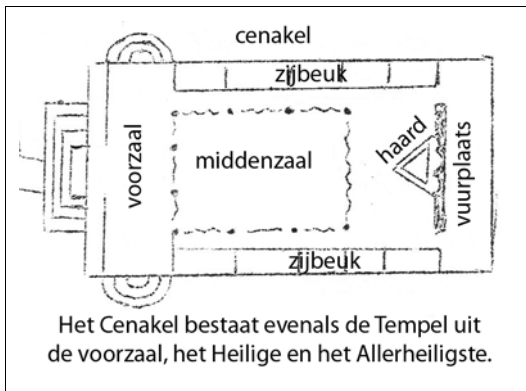 cenakel
zijbeuk
voorzaal
middenzaal
haard
vuurplaats
zijbeuk
Het Cenakel bestaat evenals de Tempel uit
de voorzaal, het Heilige en het Allerheiligste.